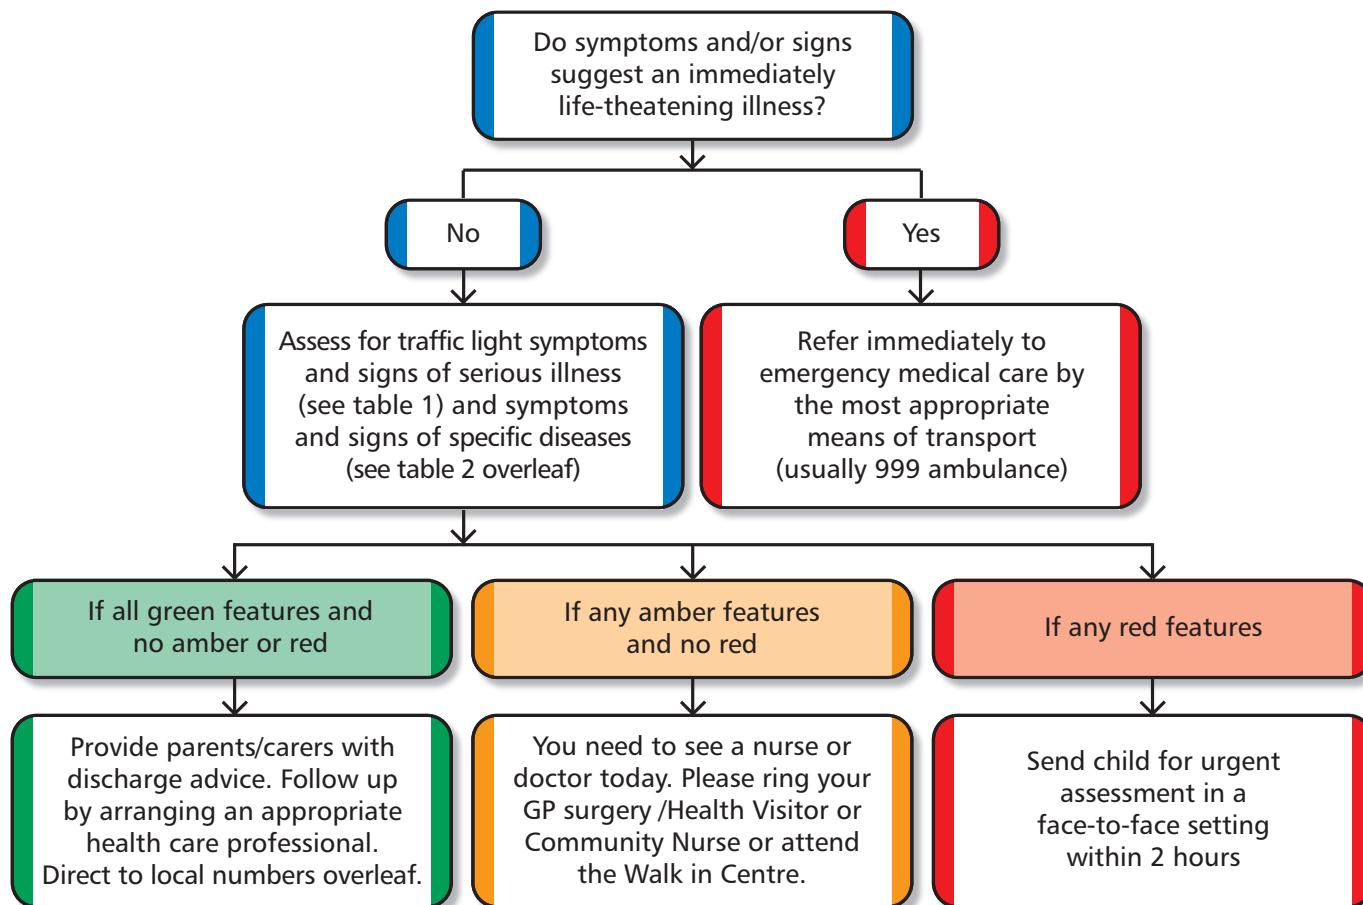 Do symptoms and/or signs
suggest an immediately
life-theatening illness?
No
Yes
Assess for traffic light symptoms
and signs of serious illness
(see table 1) and symptoms
and signs of specific diseases
(see table 2 overleaf)
Refer immediately to
emergency medical care by
the most appropriate
means of transport
(usually 999 ambulance)
If all green features and
no amber or red
If any amber features
and no red
If any red features
Provide parents/carers with
discharge advice. Follow up
by arranging an appropriate
health care professional.
Direct to local numbers overleaf.
You need to see a nurse or
doctor today. Please ring your
GP surgery /Health Visitor or
Community Nurse or attend
the Walk in Centre.
Send child for urgent
assessment in a
face-to-face setting
within 2 hours